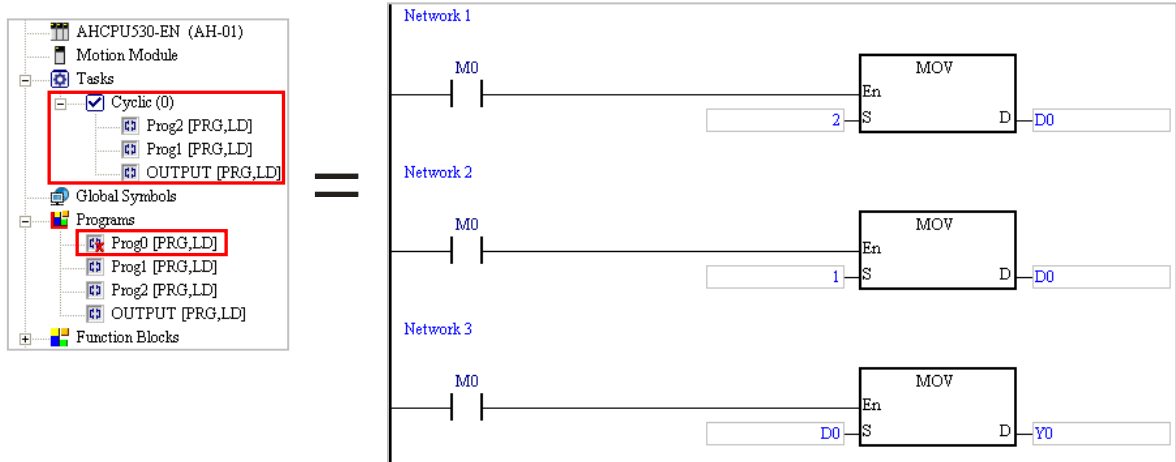 AHCPU530-EN (AH-01)
Motion Module
Tasks
Cyclic (0)
Prog2 [PRG,LD]
Prog1 [PRG,LD]
OUTPUT [PRG,LD]
Global Symbols
Programs
Prog0 [PRG,LD]
Prog1 [PRG,LD]
Prog2 [PRG,LD]
OUTPUT [PRG,LD]
Function Blocks
=
Network 1
M0
MOV
En
2 S D D0
Network 2
M0
MOV
En
1 S D D0
Network 3
M0
MOV
En
D0 S D Y0